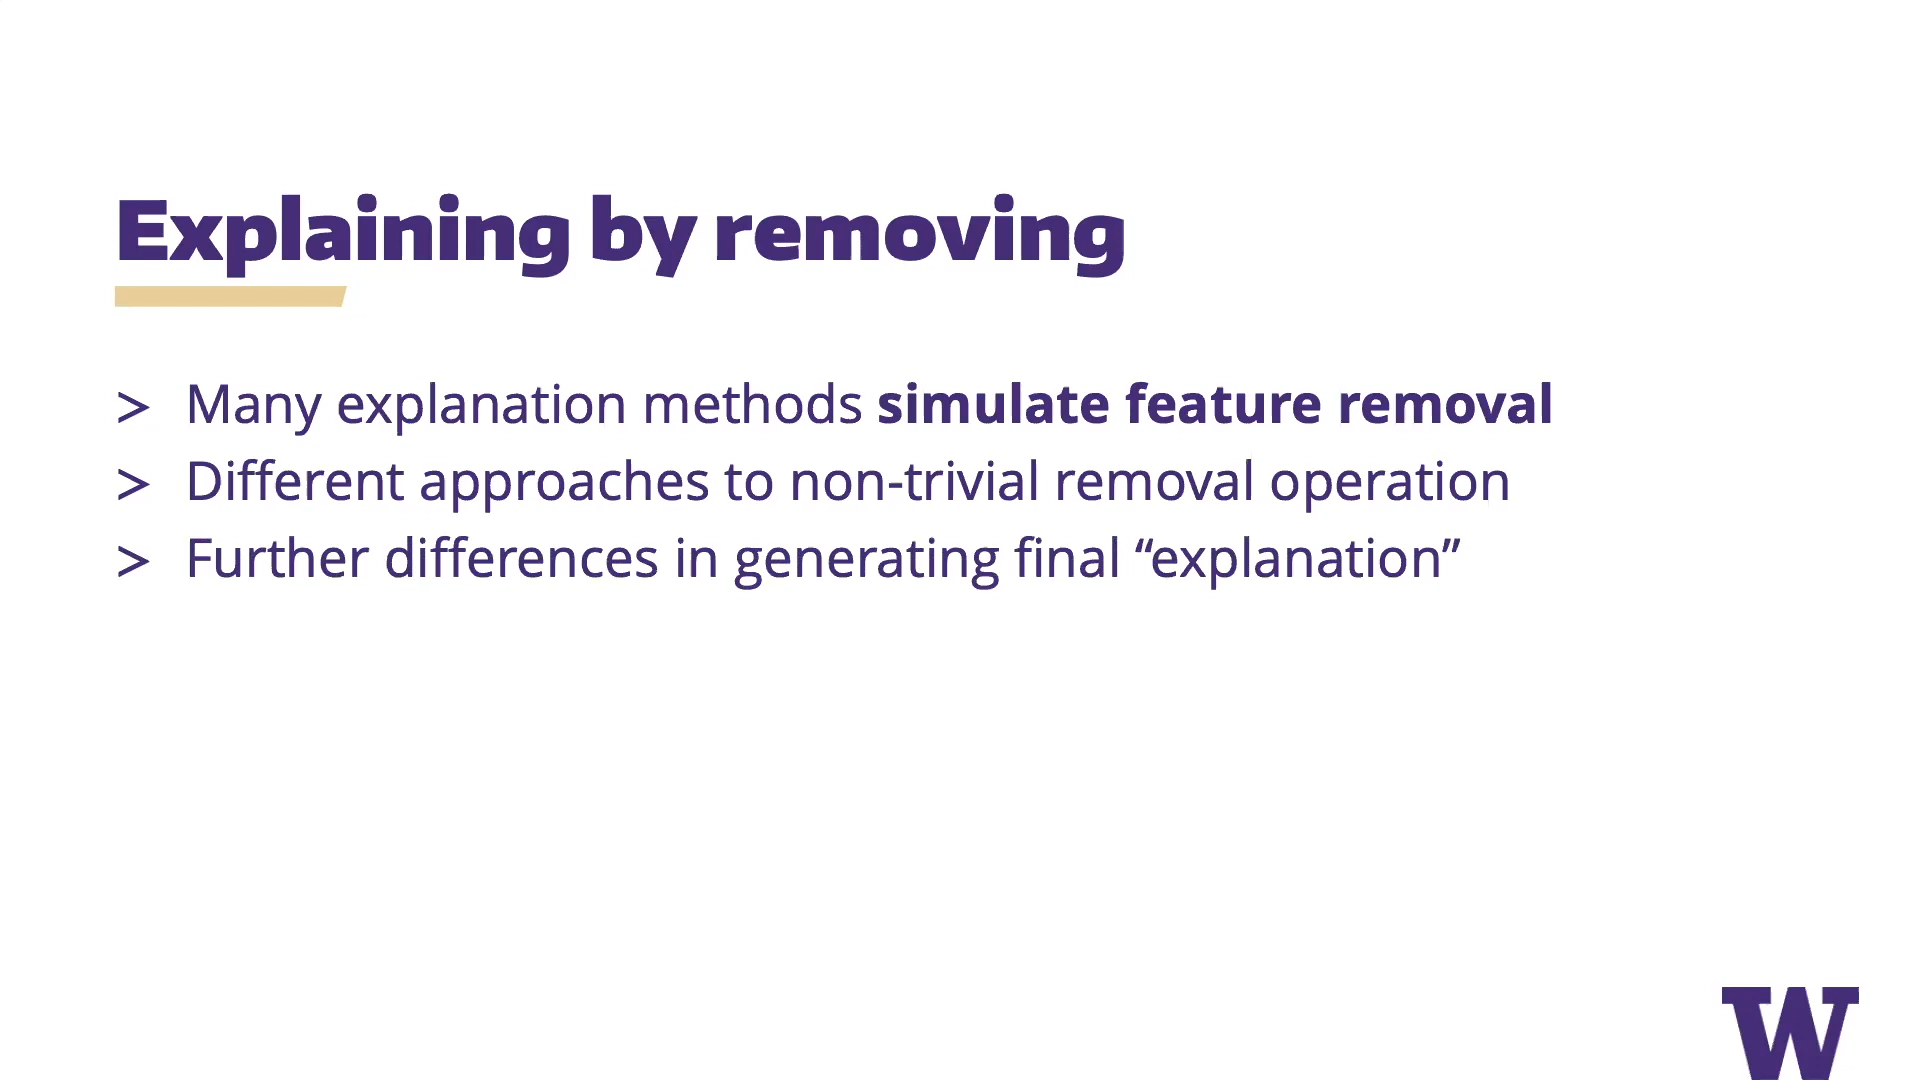 Explaining by removing
> Many explanation methods simulate feature removal
> Different approaches to non-trivial removal operation
> Further differences in generating final “explanation”
W